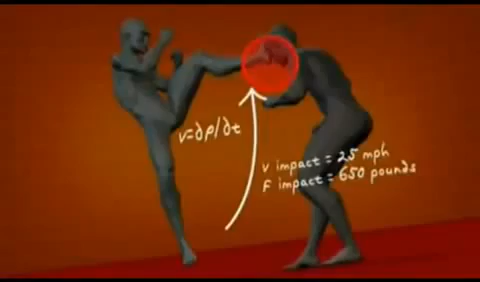 v=∂ρ/∂t
v impact = 25 mph
F impact = 650 pounds